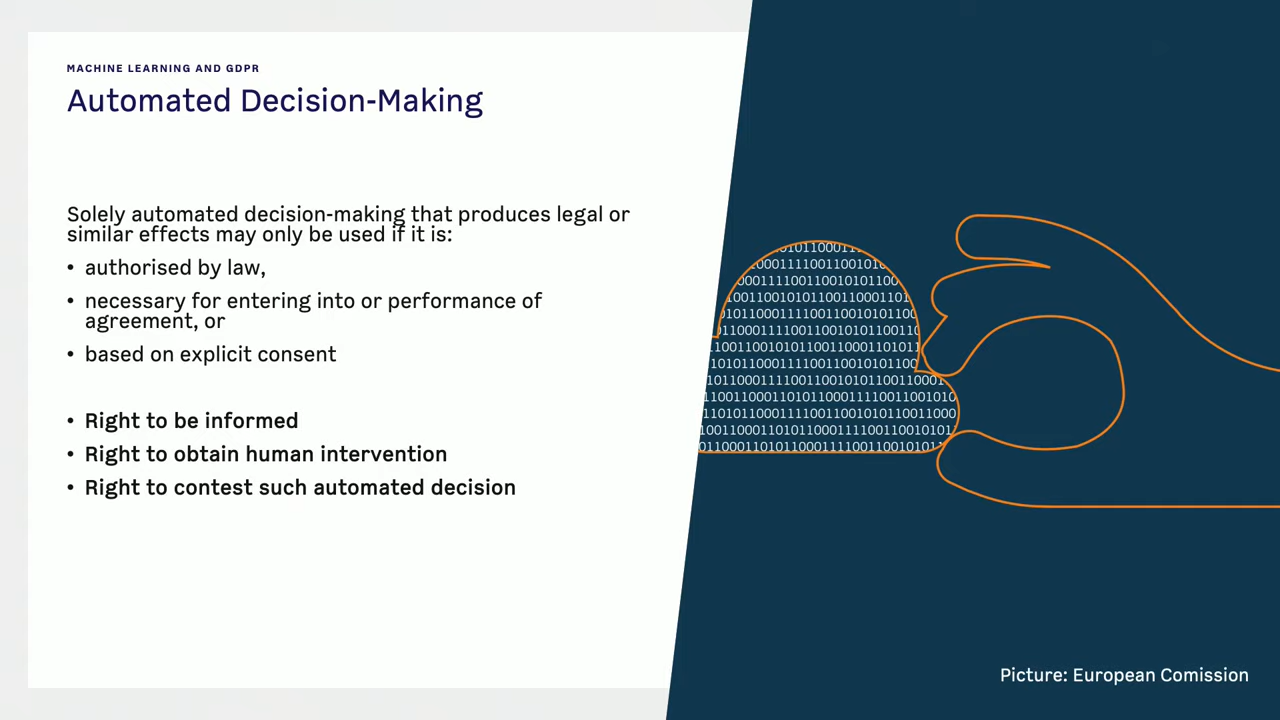 MACHINE LEARNING AND GDPR
Automated Decision-Making
Solely automated decision-making that produces legal or
similar effects may only be used if it is:
• authorised by law,
• necessary for entering into or performance of
agreement, or
• based on explicit consent
• Right to be informed
• Right to obtain human intervention
• Right to contest such automated decision
Picture: European Comission